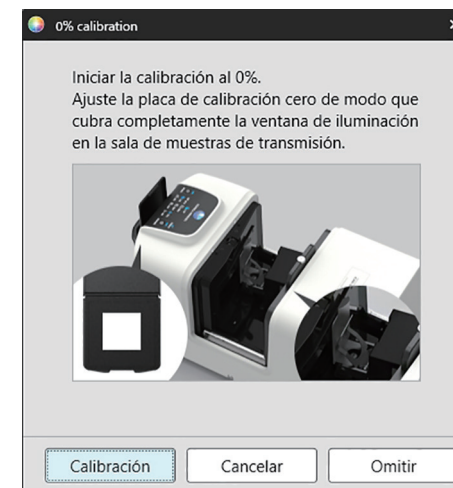 0% calibration
Iniciar la calibración al 0%.
Ajuste la placa de calibración cero de modo que
cubra completamente la ventana de iluminación
en la sala de muestras de transmisión.
Calibración
Cancelar
Omitir